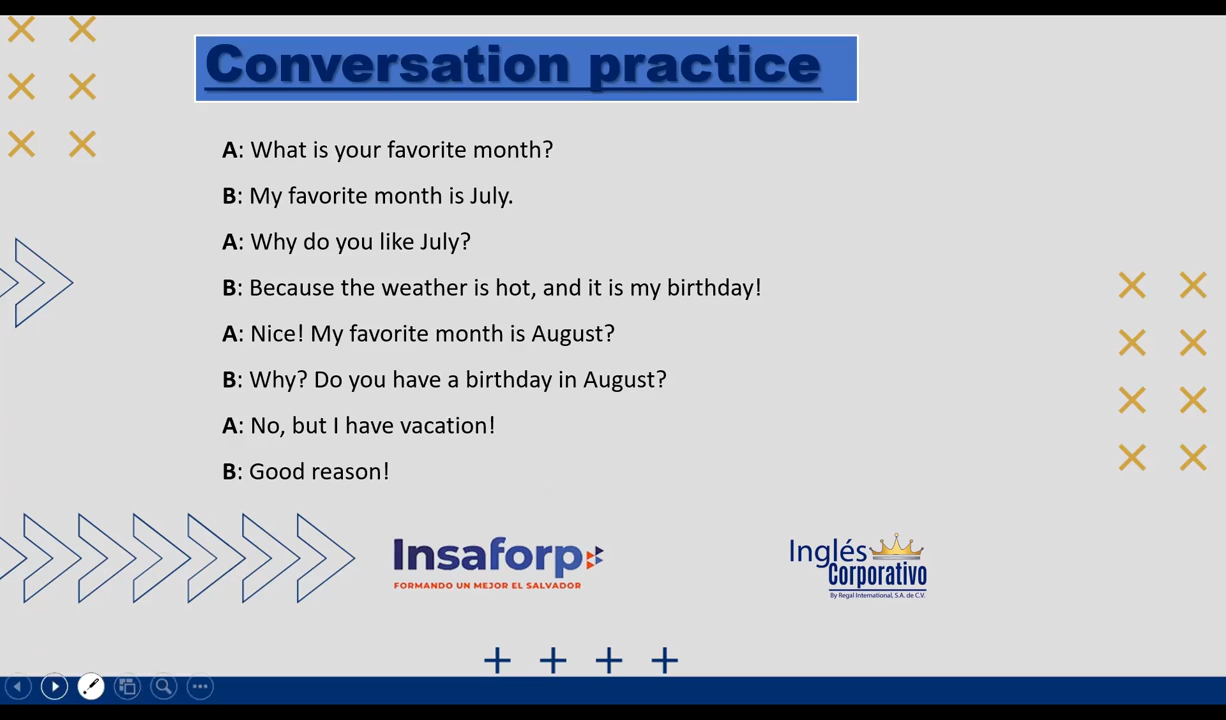 Conversation practice
A: What is your favorite month?
B: My favorite month is July.
A: Why do you like July?
B: Because the weather is hot, and it is my birthday!
A: Nice! My favorite month is August?
B: Why? Do you have a birthday in August?
A: No, but I have vacation!
B: Good reason!
Insaforp
FORMANDO UN MEJOR EL SALVADOR
Inglés
Corporativo
By Regal International, S.A. de C.V.